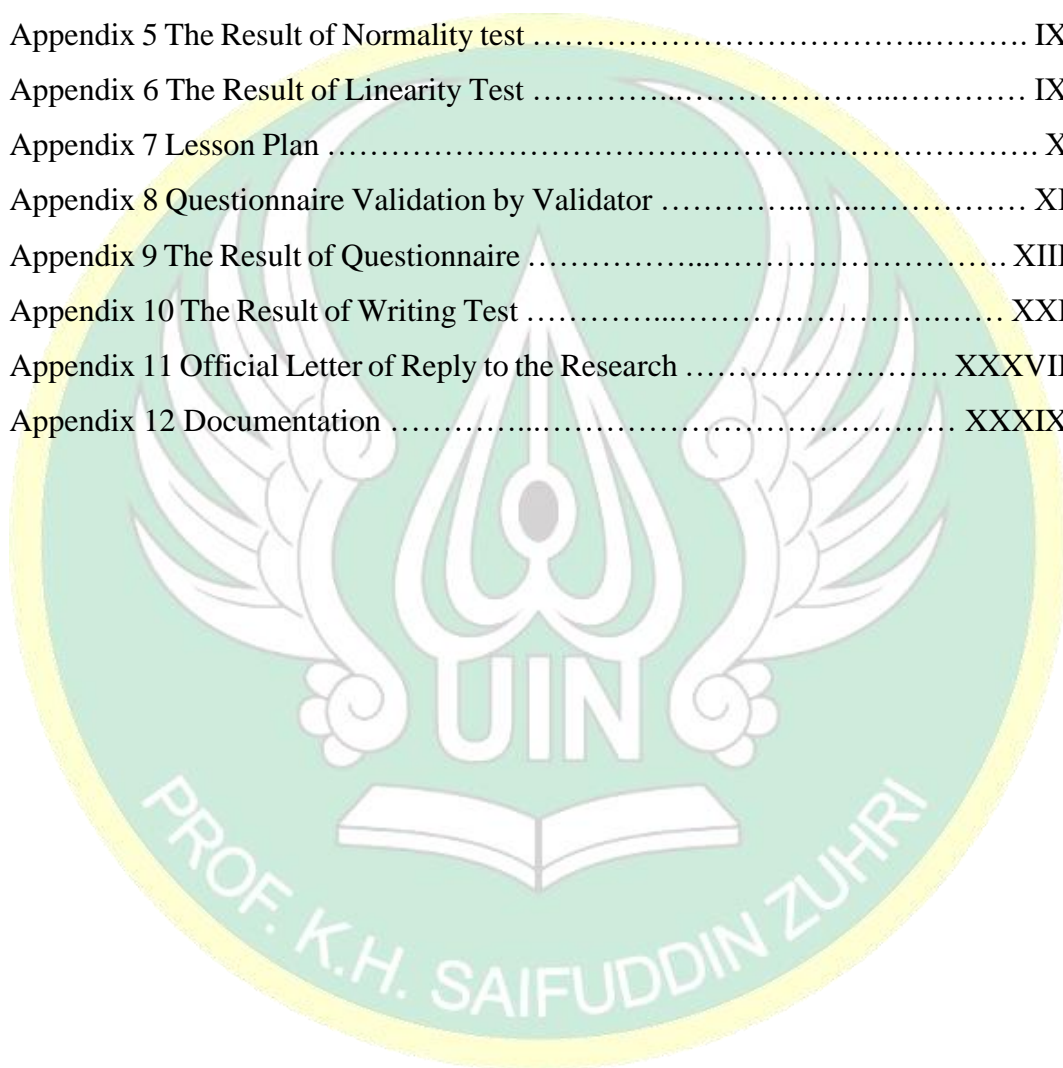 Appendix 5 The Result of Normality test ………………………………….………. IX
Appendix 6 The Result of Linearity Test …………...…………………...………… IX
Appendix 7 Lesson Plan ……………………………………………………………. X
Appendix 8 Questionnaire Validation by Validator …………..…...…………… XI
Appendix 9 The Result of Questionnaire ……………...………………………. XIII
Appendix 10 The Result of Writing Test …………...…………………….…… XXI
Appendix 11 Official Letter of Reply to the Research ……………………. XXXVII
Appendix 12 Documentation …………...………………………………… XXXIX
UIN
PROF. K.H. SAIFUDDIN ZUHRI